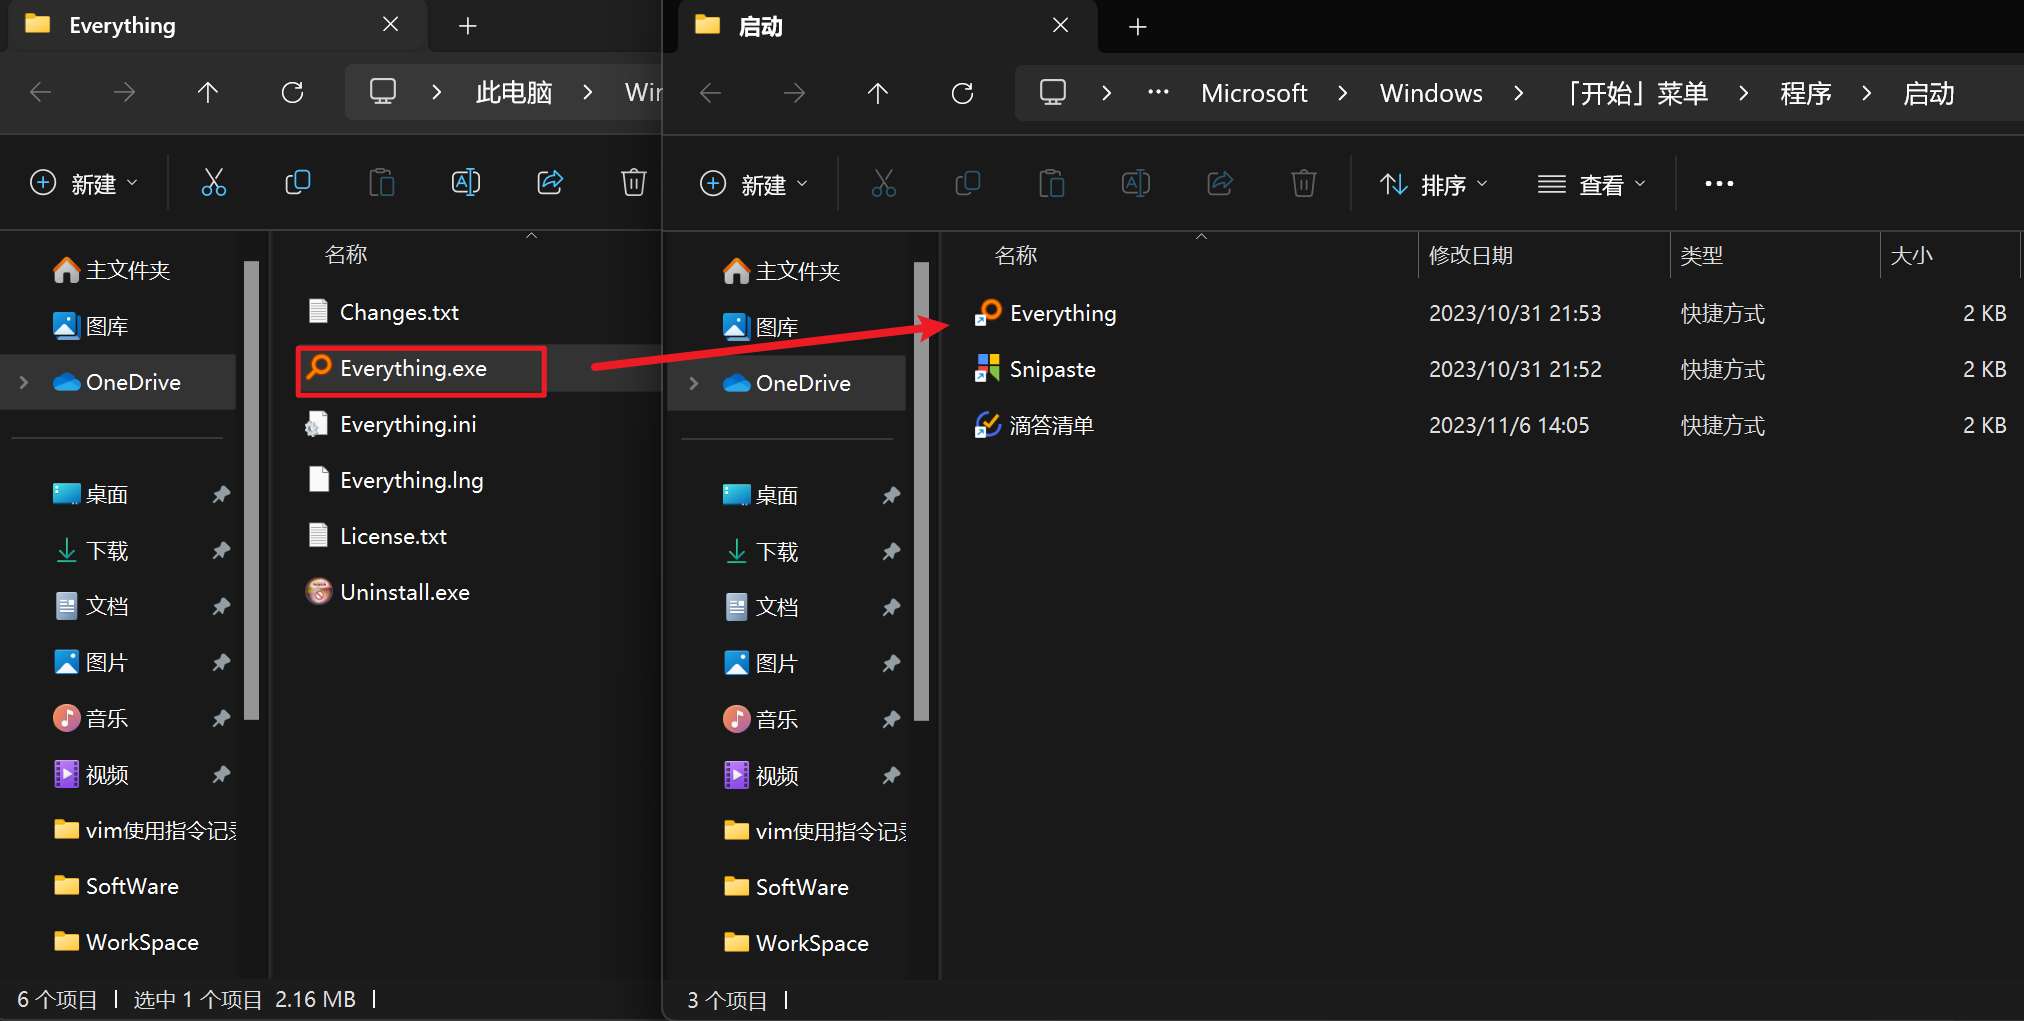 Everything
此电脑
新建
主文件夹
图库
OneDrive
桌面
下载
文档
图片
音乐
视频
vim使用指令记
SoftWare
WorkSpace
名称
Changes.txt
Everything.exe
Everything.ini
Everything.lng
License.txt
Uninstall.exe
6 个项目
选中 1 个项目 2.16 MB
启动
··· Microsoft Windows 「开始」菜单 程序 启动
新建 排序 查看
主文件夹
图库
OneDrive
桌面
下载
文档
图片
音乐
视频
vim使用指令记
SoftWare
WorkSpace
名称 修改日期 类型 大小
Everything 2023/10/31 21:53 快捷方式 2 KB
Snipaste 2023/10/31 21:52 快捷方式 2 KB
滴答清单 2023/11/6 14:05 快捷方式 2 KB
3 个项目